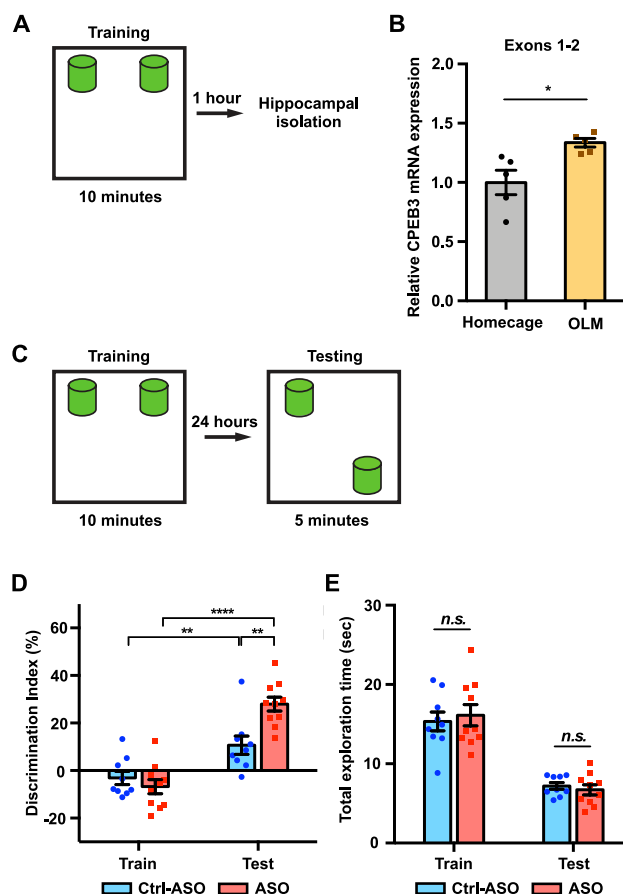 A
Training
1 hour
Hippocampal
isolation
10 minutes
B
Exons 1-2
Relative CPEB3 mRNA expression
2.0
1.5
1.0
0.5
0.0
*
Homecage
OLM
C
Training
Testing
24 hours
10 minutes
5 minutes
D
Discrimination Index (%)
60
40
20
0
-20
****
**
**
Train
Test
Ctrl-ASO
ASO
E
Total exploration time (sec)
30
20
10
0
n.s.
n.s.
Train
Test
Ctrl-ASO
ASO